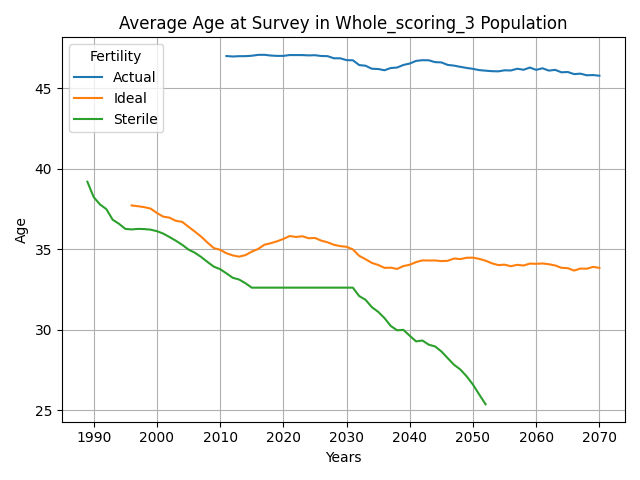 Average Age at Survey in Whole_scoring_3 Population
Fertility
Actual
Ideal
Sterile
Age
45
40
35
30
25
1990 2000 2010 2020 2030 2040 2050 2060 2070
Years